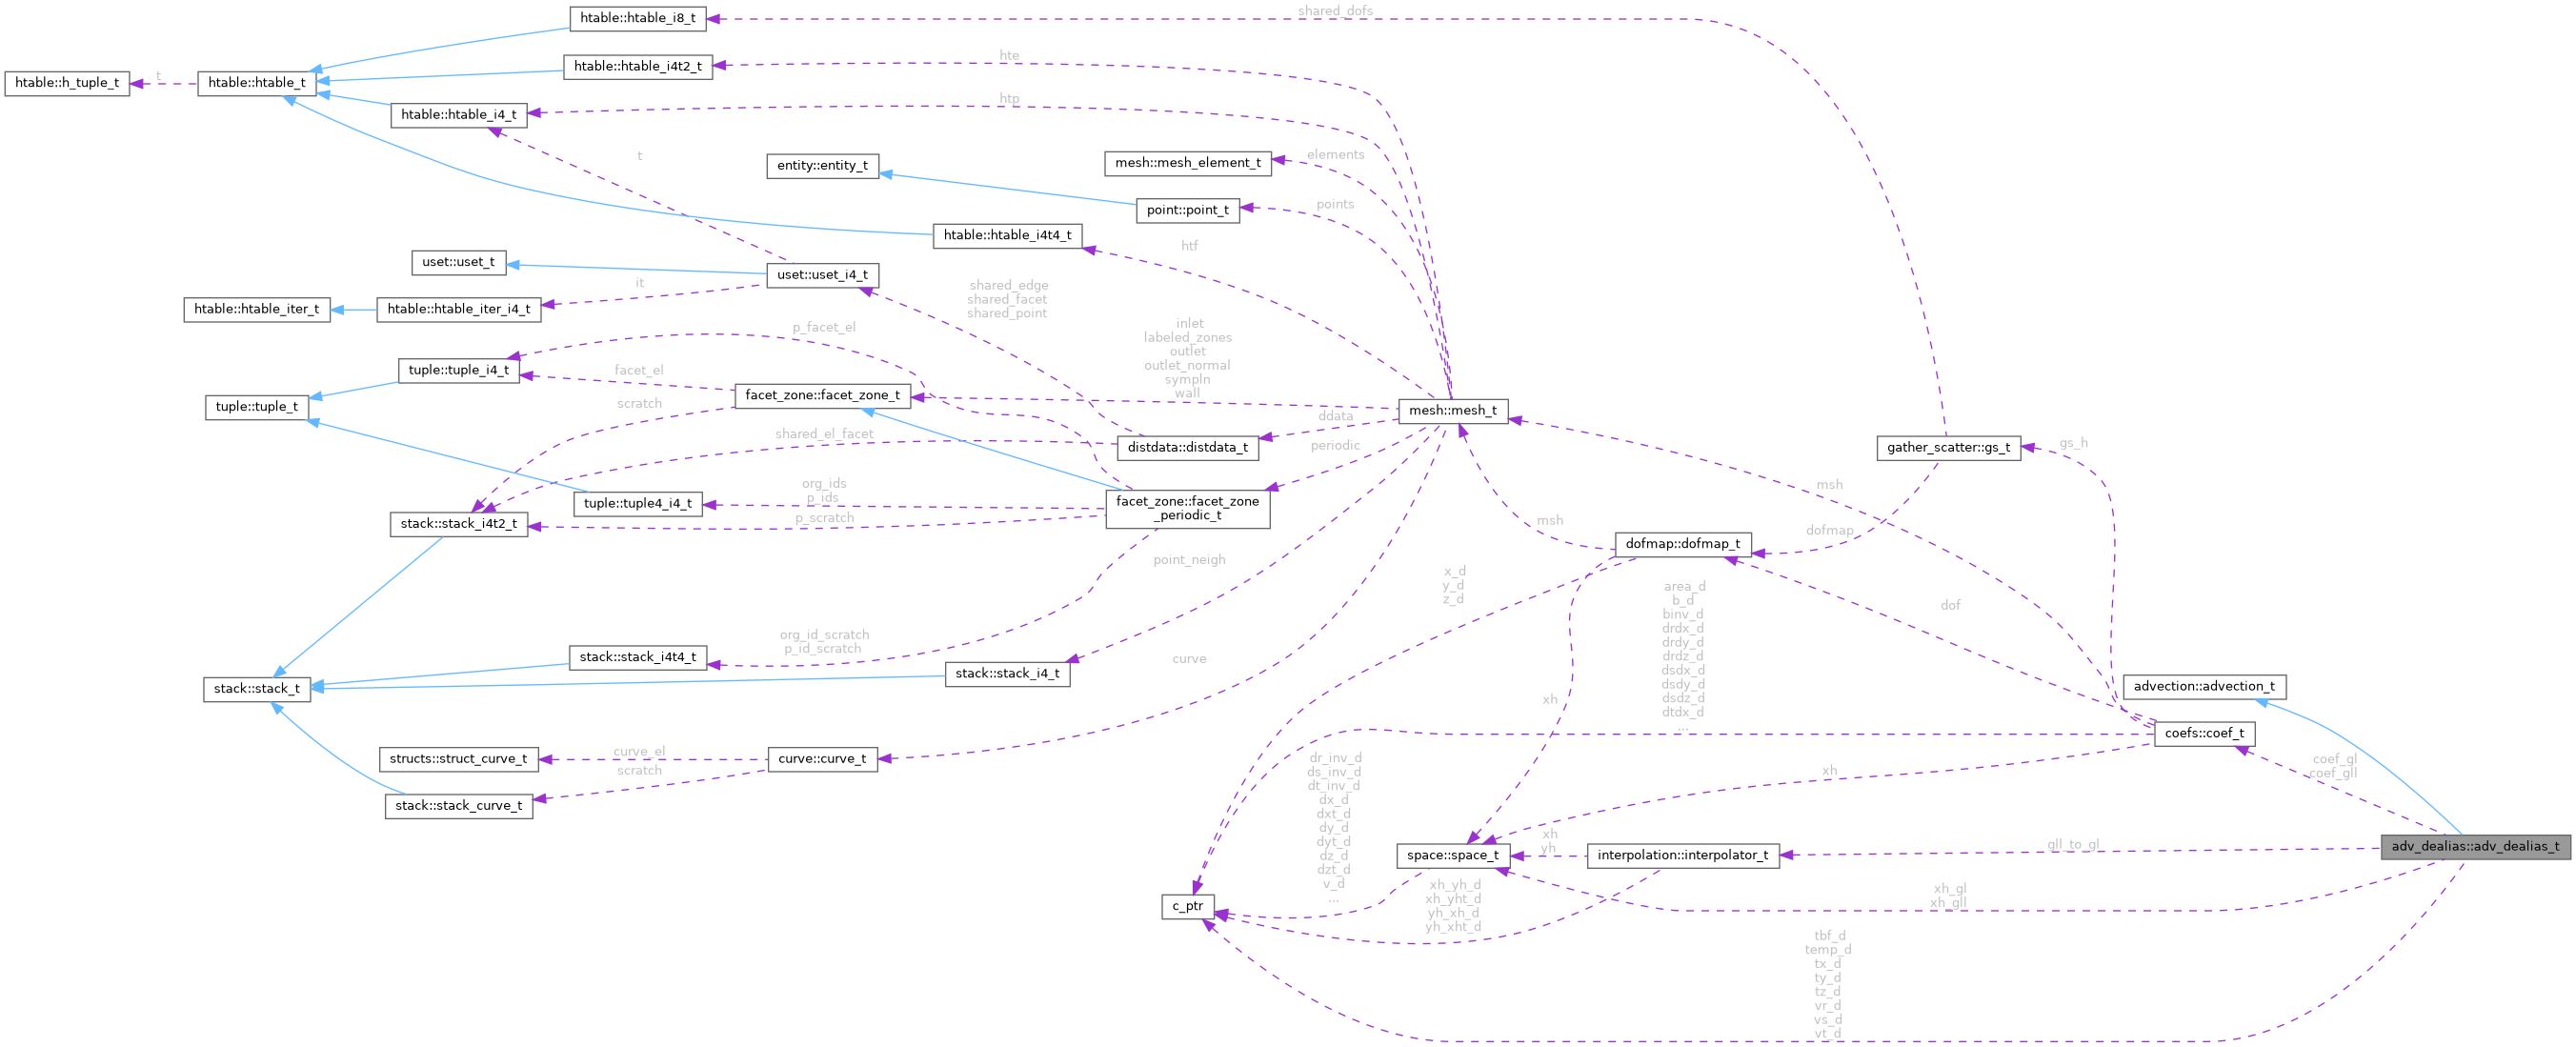 htable::htable_i8_t
shared_dofs
htable::htable_i4t2_t
hte
htable::h_tuple_t
t
htable::htable_t
htable::htable_i4_t
htp
t
entity::entity_t
mesh::mesh_element_t
elements
point::point_t
points
htable::htable_i4t4_t
htf
uset::uset_t
uset::uset_i4_t
it
htable::htable_iter_t
htable::htable_iter_i4_t
shared_edge
shared_facet
shared_point
p_facet_el
inlet
labeled_zones
outlet
outlet_normal
sympln
wall
tuple::tuple_i4_t
facet_el
facet_zone::facet_zone_t
tuple::tuple_t
scratch
mesh::mesh_t
ddata
shared_el_facet
distdata::distdata_t
periodic
gather_scatter::gs_t
gs_h
msh
org_ids
p_ids
tuple::tuple4_i4_t
facet_zone::facet_zone
_periodic_t
stack::stack_i4t2_t
p_scratch
msh
dofmap
dofmap::dofmap_t
point_neigh
x_d
y_d
z_d
area_d
b_d
binv_d
drdx_d
drdy_d
drdz_d
dsdx_d
dsdy_d
dsdz_d
dtdx_d
...
dof
org_id_scratch
p_id_scratch
stack::stack_i4t4_t
curve
stack::stack_i4_t
stack::stack_t
xh
advection::advection_t
coefs::coef_t
structs::struct_curve_t
curve_el
scratch
curve::curve_t
stack::stack_curve_t
dr_inv_d
ds_inv_d
dt_inv_d
dx_d
dxt_d
dy_d
dyt_d
dz_d
dzt_d
v_d
...
xh
coef_gl
coef_gll
xh
yh
space::space_t
interpolation::interpolator_t
gll_to_gl
adv_dealias::adv_dealias_t
c_ptr
xh_yh_d
xh_yht_d
yh_xh_d
yh_xht_d
xh_gl
xh_gll
tbf_d
temp_d
tx_d
ty_d
tz_d
vr_d
vs_d
vt_d